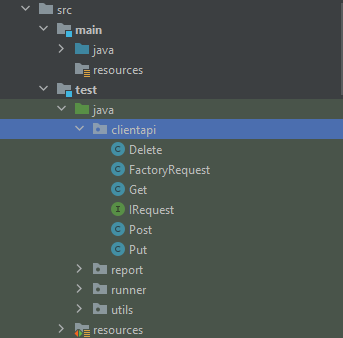 src
main
java
resources
test
java
clientapi
Delete
FactoryRequest
Get
IRequest
Post
Put
report
runner
utils
resources